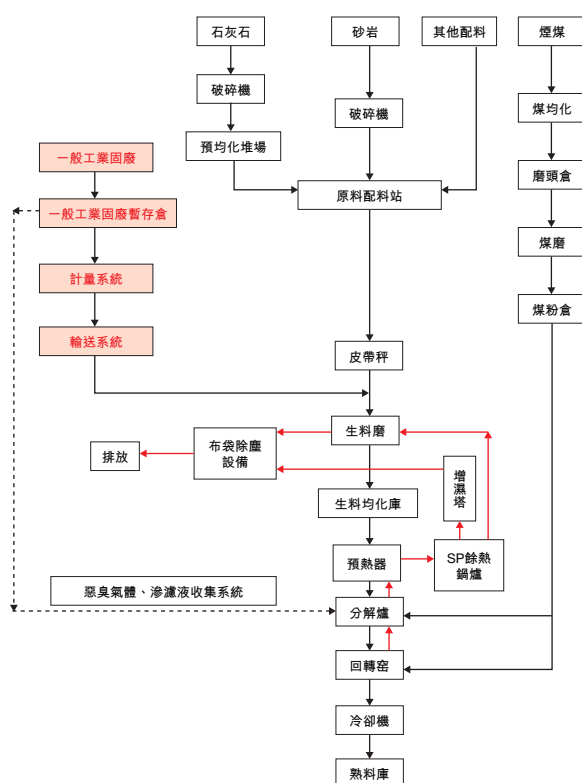 石灰石
砂岩
其他配料
煙煤
破碎機
破碎機
煤均化
預均化堆場
一般工業固廢
磨頭倉
原料配料站
一般工業固廢暫存倉
煤磨
計量系統
煤粉倉
輸送系統
皮帶秤
生料磨
布袋除塵
設備
排放
增濕塔
生料均化庫
預熱器
SP餘熱
鍋爐
惡臭氣體、滲濾液收集系統
分解爐
回轉窑
冷卻機
熟料庫